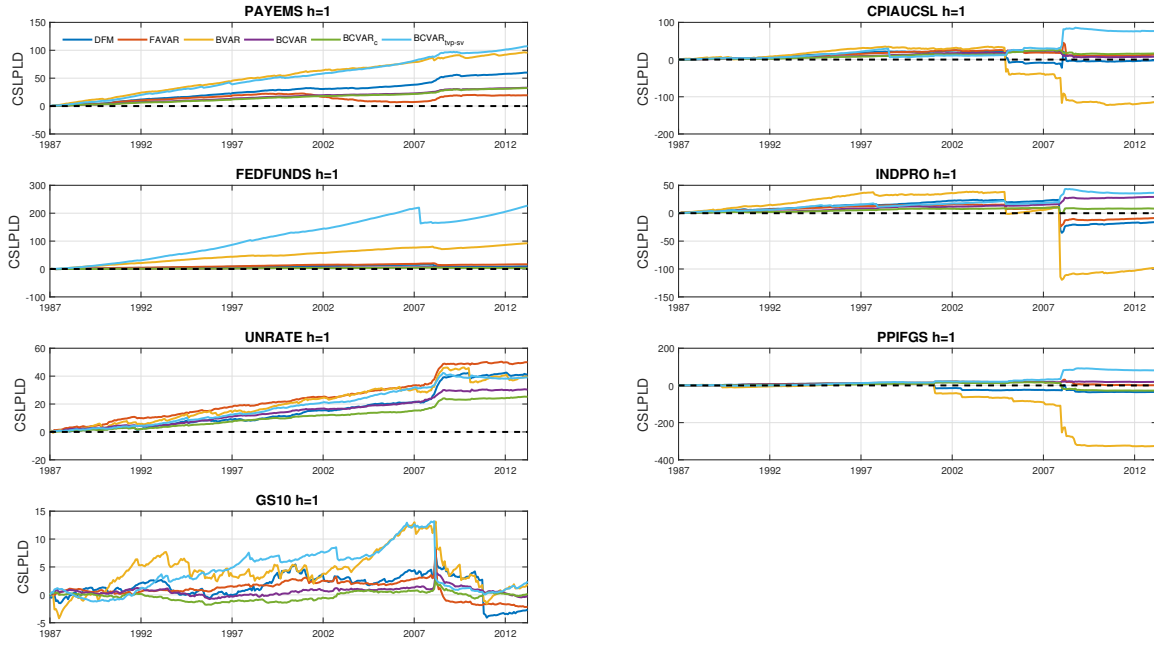 PAYEMS h=1
CSLPLD
150
100
50
0
-50
DFM FAVAR BVAR BCVAR BCVAR_c BCVAR_tvp-sv
1987 1992 1997 2002 2007 2012
CPIAUCSL h=1
CSLPLD
100
0
-100
-200
1987 1992 1997 2002 2007 2012
FEDFUNDS h=1
CSLPLD
300
200
100
0
-100
1987 1992 1997 2002 2007 2012
INDPRO h=1
CSLPLD
50
0
-50
-100
-150
1987 1992 1997 2002 2007 2012
UNRATE h=1
CSLPLD
60
40
20
0
-20
1987 1992 1997 2002 2007 2012
PPIFGS h=1
CSLPLD
200
0
-200
-400
1987 1992 1997 2002 2007 2012
GS10 h=1
CSLPLD
15
10
5
0
-5
1987 1992 1997 2002 2007 2012